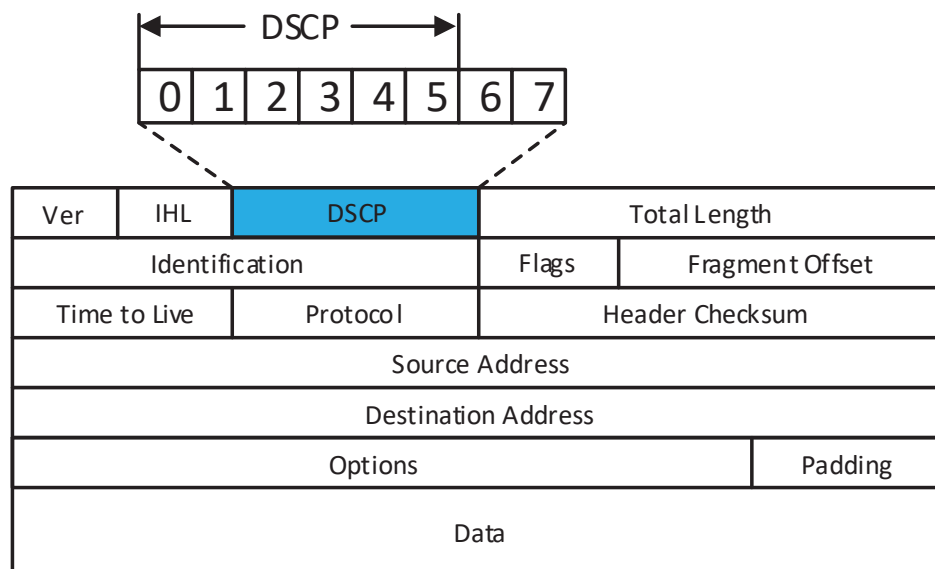 DSCP
0 1 2 3 4 5 6 7
Ver IHL DSCP Total Length
Identification Flags Fragment Offset
Time to Live Protocol Header Checksum
Source Address
Destination Address
Options Padding
Data